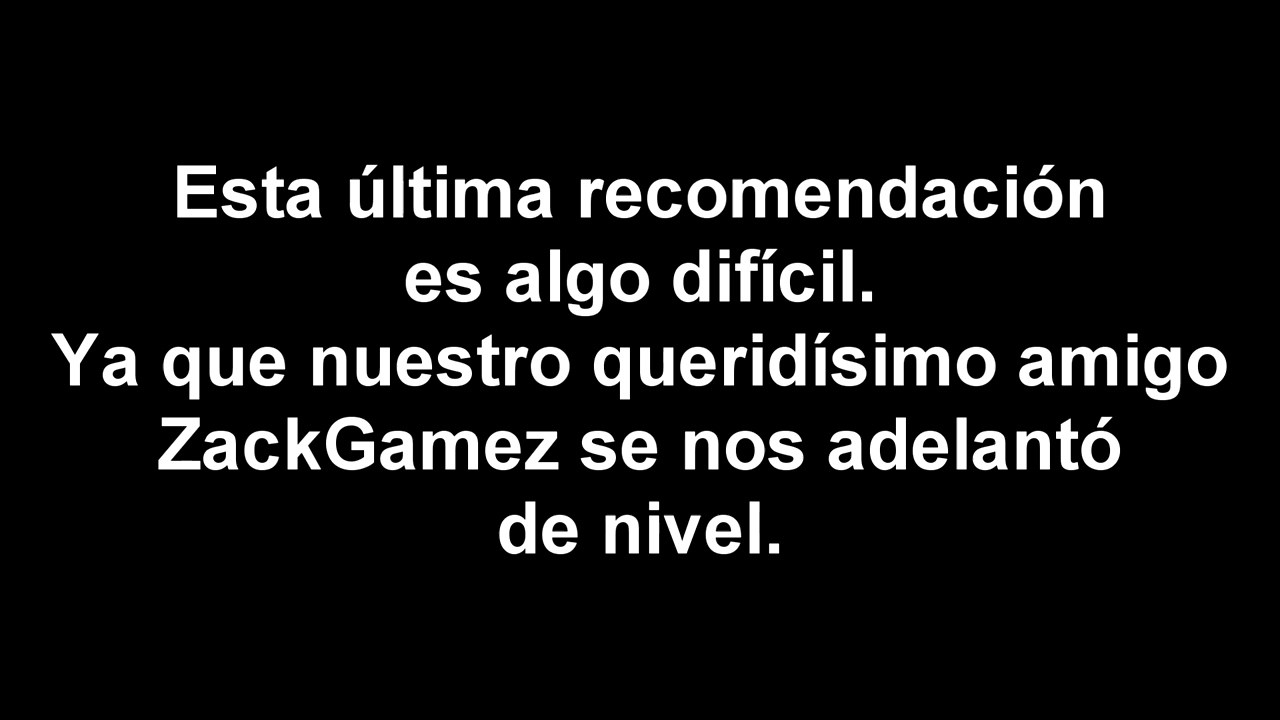 Esta última recomendación
es algo difícil.
Ya que nuestro queridísimo amigo
ZackGamez se nos adelantó
de nivel.